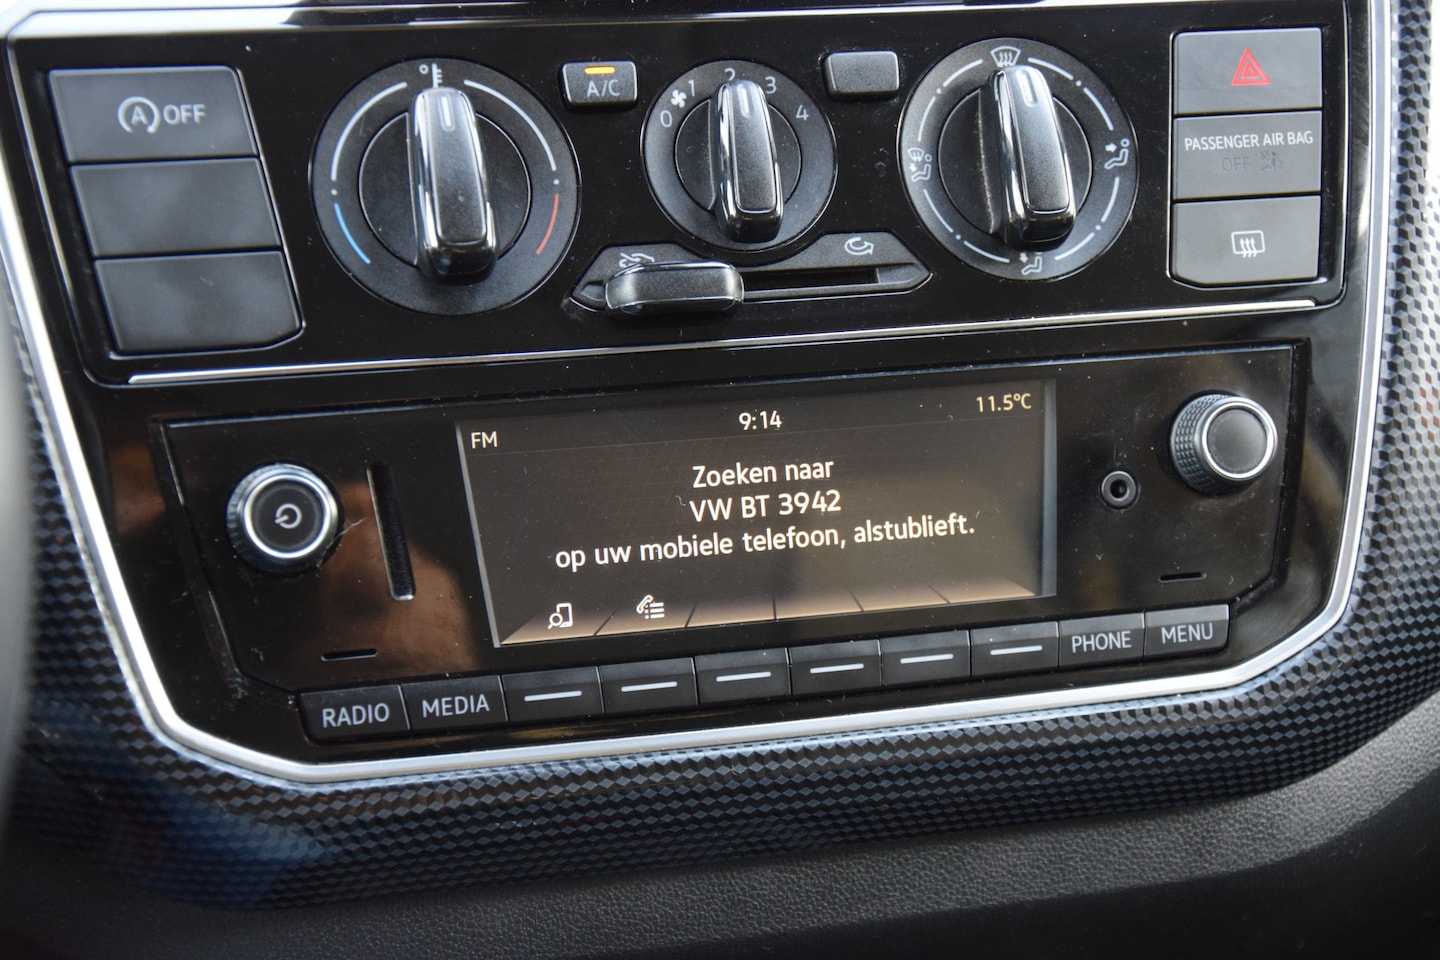 A OFF
A/C
0 1 2 3 4
PASSENGER AIR BAG
OFF
FM
9:14
11.5°C
Zoeken naar
VW BT 3942
op uw mobiele telefoon, alstublieft.
RADIO
MEDIA
PHONE
MENU